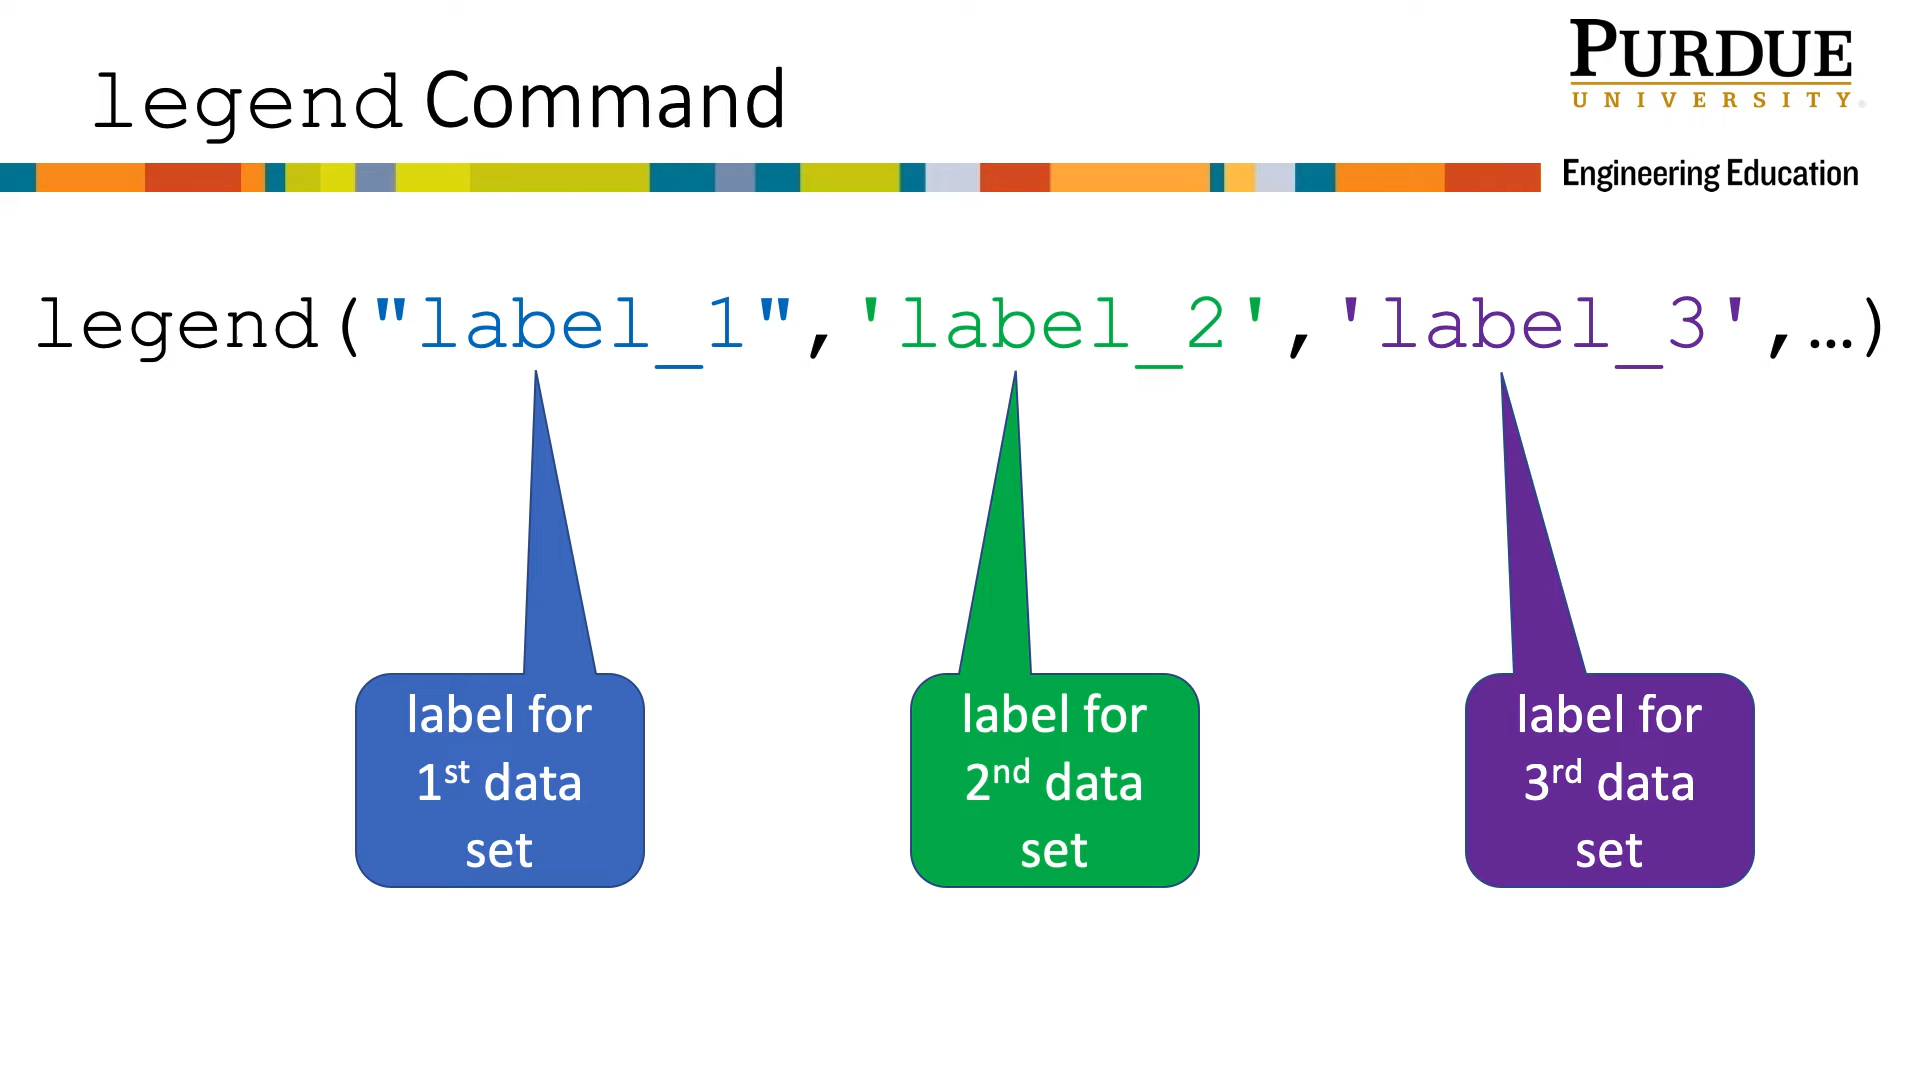 legend Command
PURDUE
UNIVERSITY®
Engineering Education
legend("label_1",'label_2','label_3',…)
label for
1st data
set
label for
2nd data
set
label for
3rd data
set